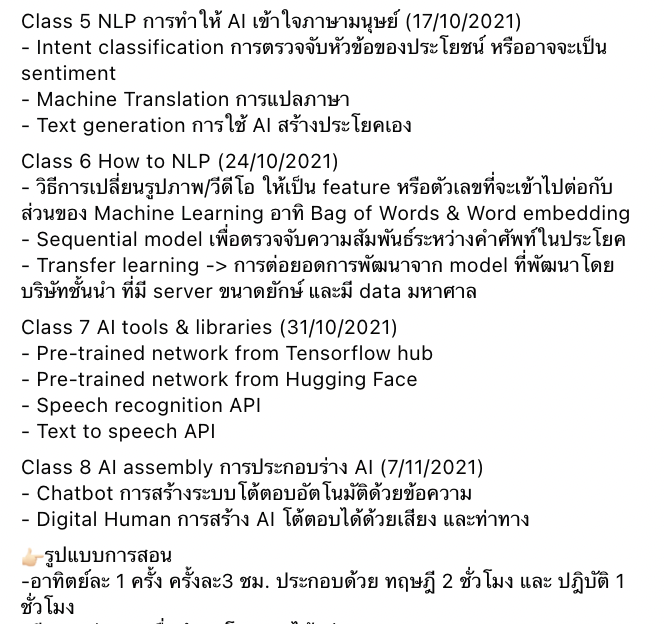 Class 5 NLP การทำให้ AI เข้าใจภาษามนุษย์ (17/10/2021)
- Intent classification การตรวจจับหัวข้อของประโยชน์ หรืออาจจะเป็น
sentiment
- Machine Translation การแปลภาษา
- Text generation การใช้ AI สร้างประโยคเอง
Class 6 How to NLP (24/10/2021)
- วิธีการเปลี่ยนรูปภาพ/วีดีโอ ให้เป็น feature หรือตัวเลขที่จะเข้าไปต่อกับ
ส่วนของ Machine Learning อาทิ Bag of Words & Word embedding
- Sequential model เพื่อตรวจจับความสัมพันธ์ระหว่างคำศัพท์ในประโยค
- Transfer learning -> การต่อยอดการพัฒนาจาก model ที่พัฒนาโดย
บริษัทชั้นนำ ที่มี server ขนาดยักษ์ และมี data มหาศาล
Class 7 AI tools & libraries (31/10/2021)
- Pre-trained network from Tensorflow hub
- Pre-trained network from Hugging Face
- Speech recognition API
- Text to speech API
Class 8 AI assembly การประกอบร่าง AI (7/11/2021)
- Chatbot การสร้างระบบโต้ตอบอัตโนมัติด้วยข้อความ
- Digital Human การสร้าง AI โต้ตอบได้ด้วยเสียง และท่าทาง
👉🏻รูปแบบการสอน
-อาทิตย์ละ 1 ครั้ง ครั้งละ3 ชม. ประกอบด้วย ทฤษฎี 2 ชั่วโมง และ ปฎิบัติ 1
ชั่วโมง